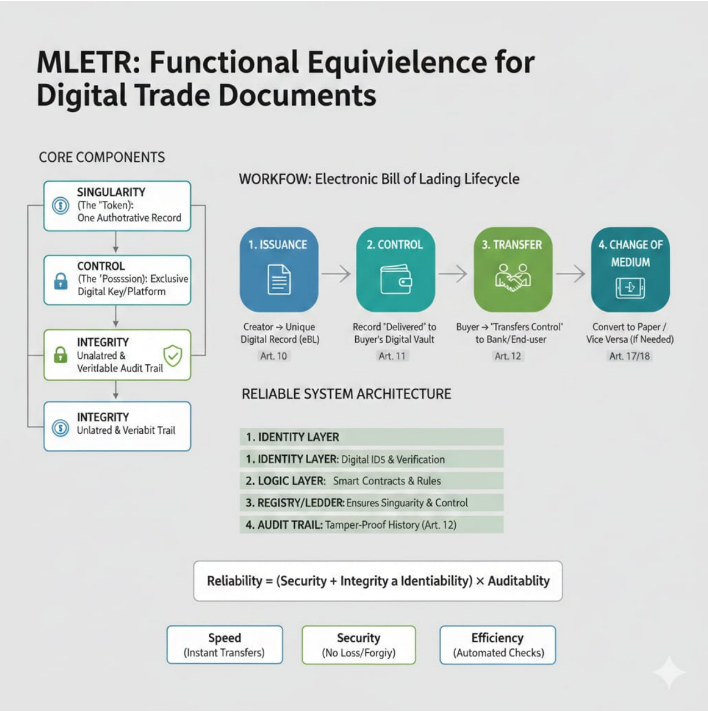 MLETR: Functional Equivielence for
Digital Trade Documents
CORE COMPONENTS
SINGULARITY
(The "Token):
One Authotrative Record
CONTROL
(The 'Possssion): Exclusive
Digital Key/Platform
INTEGRITY
Unalatred &
Veritlable Audit Trail
INTEGRITY
Unlatred & Veriabit Trail
WORKFOW: Electronic Bill of Lading Lifecycle
1. ISSUANCE
Creator → Unique
Digital Record (eBL)
Art. 10
2. CONTROL
Record 'Delivered' to
Buyer's Digital Vault
Art. 11
3. TRANSFER
Buyer → 'Transfers Control'
to Bank/End-user
Art. 12
4. CHANGE OF
MEDIUM
Convert to Paper /
Vice Versa (If Needed)
Art. 17/18
RELIABLE SYSTEM ARCHITECTURE
1. IDENTITY LAYER
1. IDENTITY LAYER: Digital IDS & Verification
2. LOGIC LAYER: Smart Contracts & Rules
3. REGISTRY/LEDDER: Ensures Singuarity & Control
4. AUDIT TRAIL: Tamper-Proof History (Art. 12)
Reliability = (Security + Integrity a Identiability) × Auditablity
Speed
(Instant Transfers)
Security
(No Loss/Forgiy)
Efficiency
(Automated Checks)